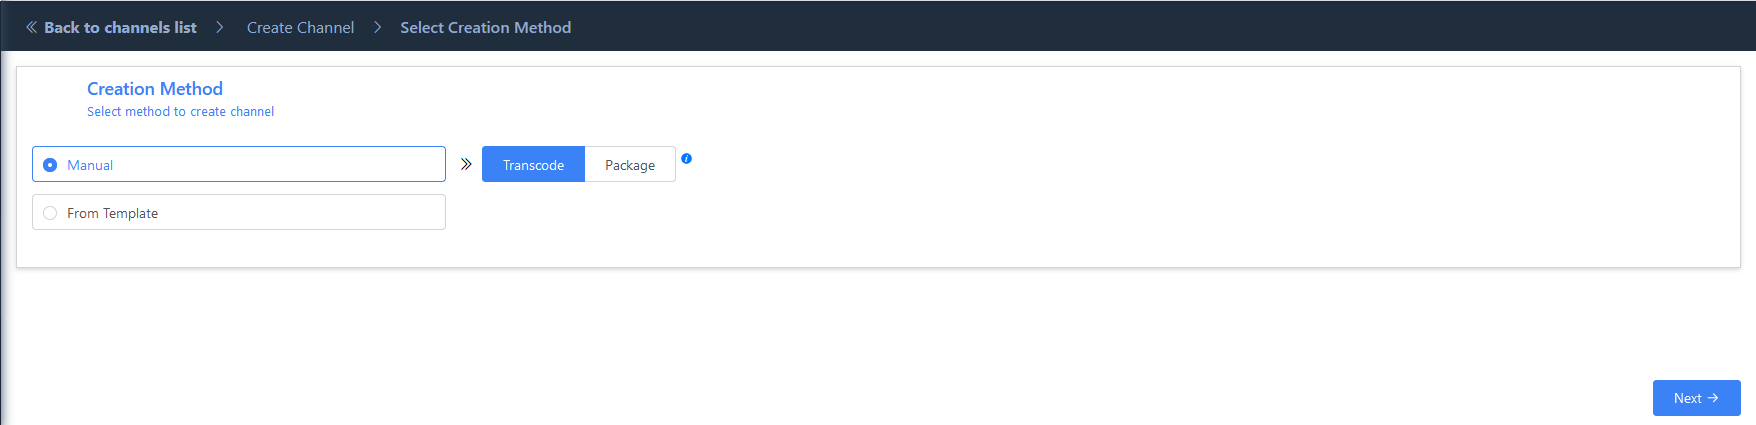 Back to channels list Create Channel Select Creation Method
Creation Method
Select method to create channel
Manual Transcode Package
From Template
Next